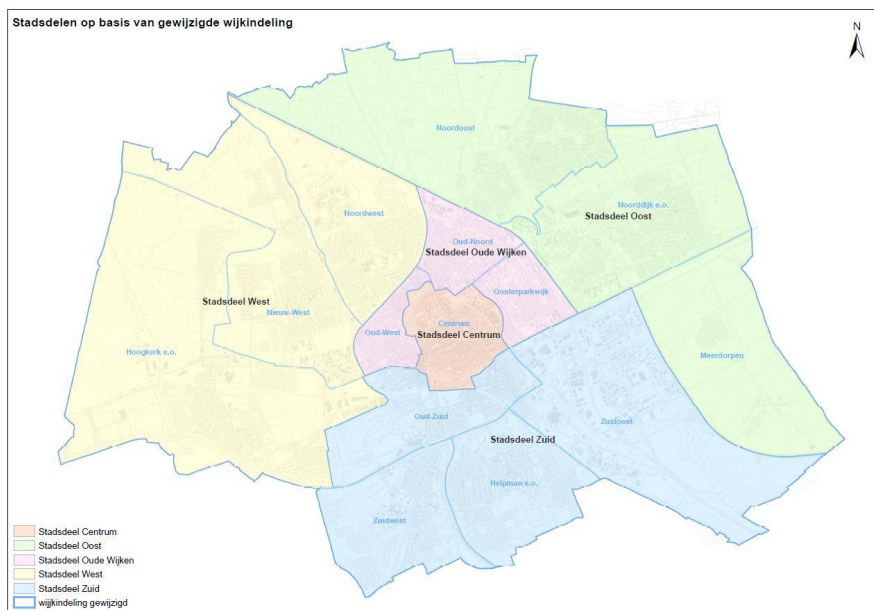 Stadsdelen op basis van gewijzigde wijkindeling
N
Noordoost
Noorddijk e.o.
Stadsdeel Oost
Noordwest
Oud-Noord
Stadsdeel Oude Wijken
Oosterparkwijk
Stadsdeel West
Nieuw-West
Centrum
Stadsdeel Centrum
Oud-West
Hoogkerk e.o.
Meerdorpen
Oud-Zuid
Zuidoost
Stadsdeel Zuid
Helpman e.o.
Zuidwest
Stadsdeel Centrum
Stadsdeel Oost
Stadsdeel Oude Wijken
Stadsdeel West
Stadsdeel Zuid
wijkindeling gewijzigd